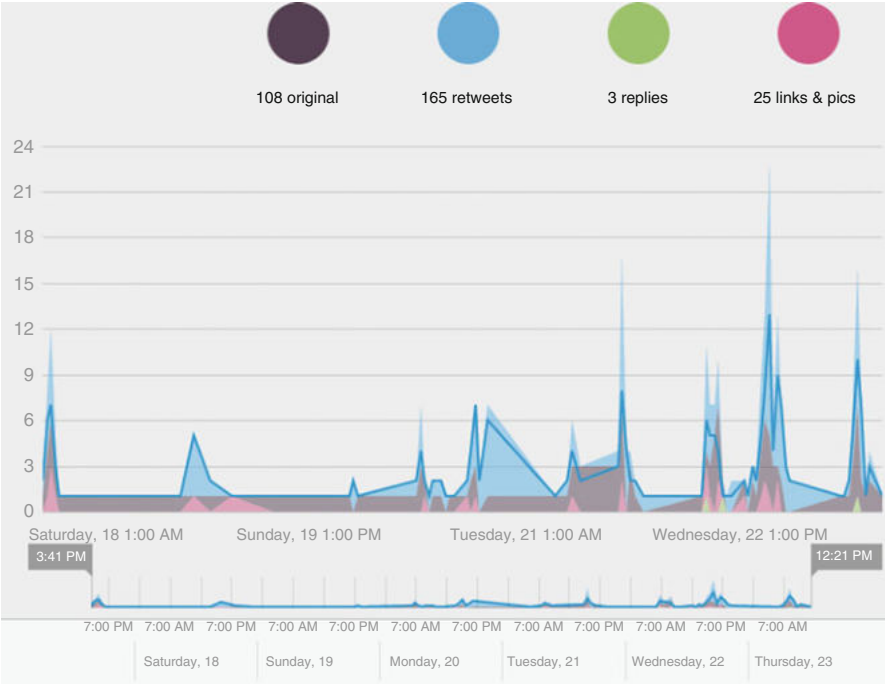 108 original 165 retweets 3 replies 25 links & pics
24
21
18
15
12
9
6
3
0
Saturday, 18 1:00 AM Sunday, 19 1:00 PM Tuesday, 21 1:00 AM Wednesday, 22 1:00 PM
3:41 PM 12:21 PM
7:00 PM 7:00 AM 7:00 PM 7:00 AM 7:00 PM 7:00 AM 7:00 PM 7:00 AM 7:00 PM 7:00 AM 7:00 PM 7:00 AM
Saturday, 18 Sunday, 19 Monday, 20 Tuesday, 21 Wednesday, 22 Thursday, 23